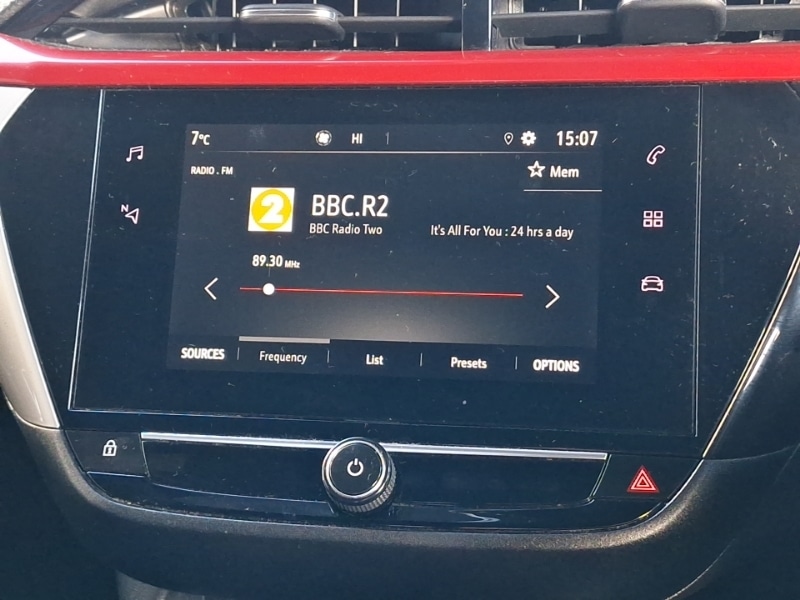 7°C HI 15:07
RADIO . FM
Mem
2
BBC.R2
BBC Radio Two
It's All For You : 24 hrs a day
N
89.30 MHz
SOURCES Frequency List Presets OPTIONS